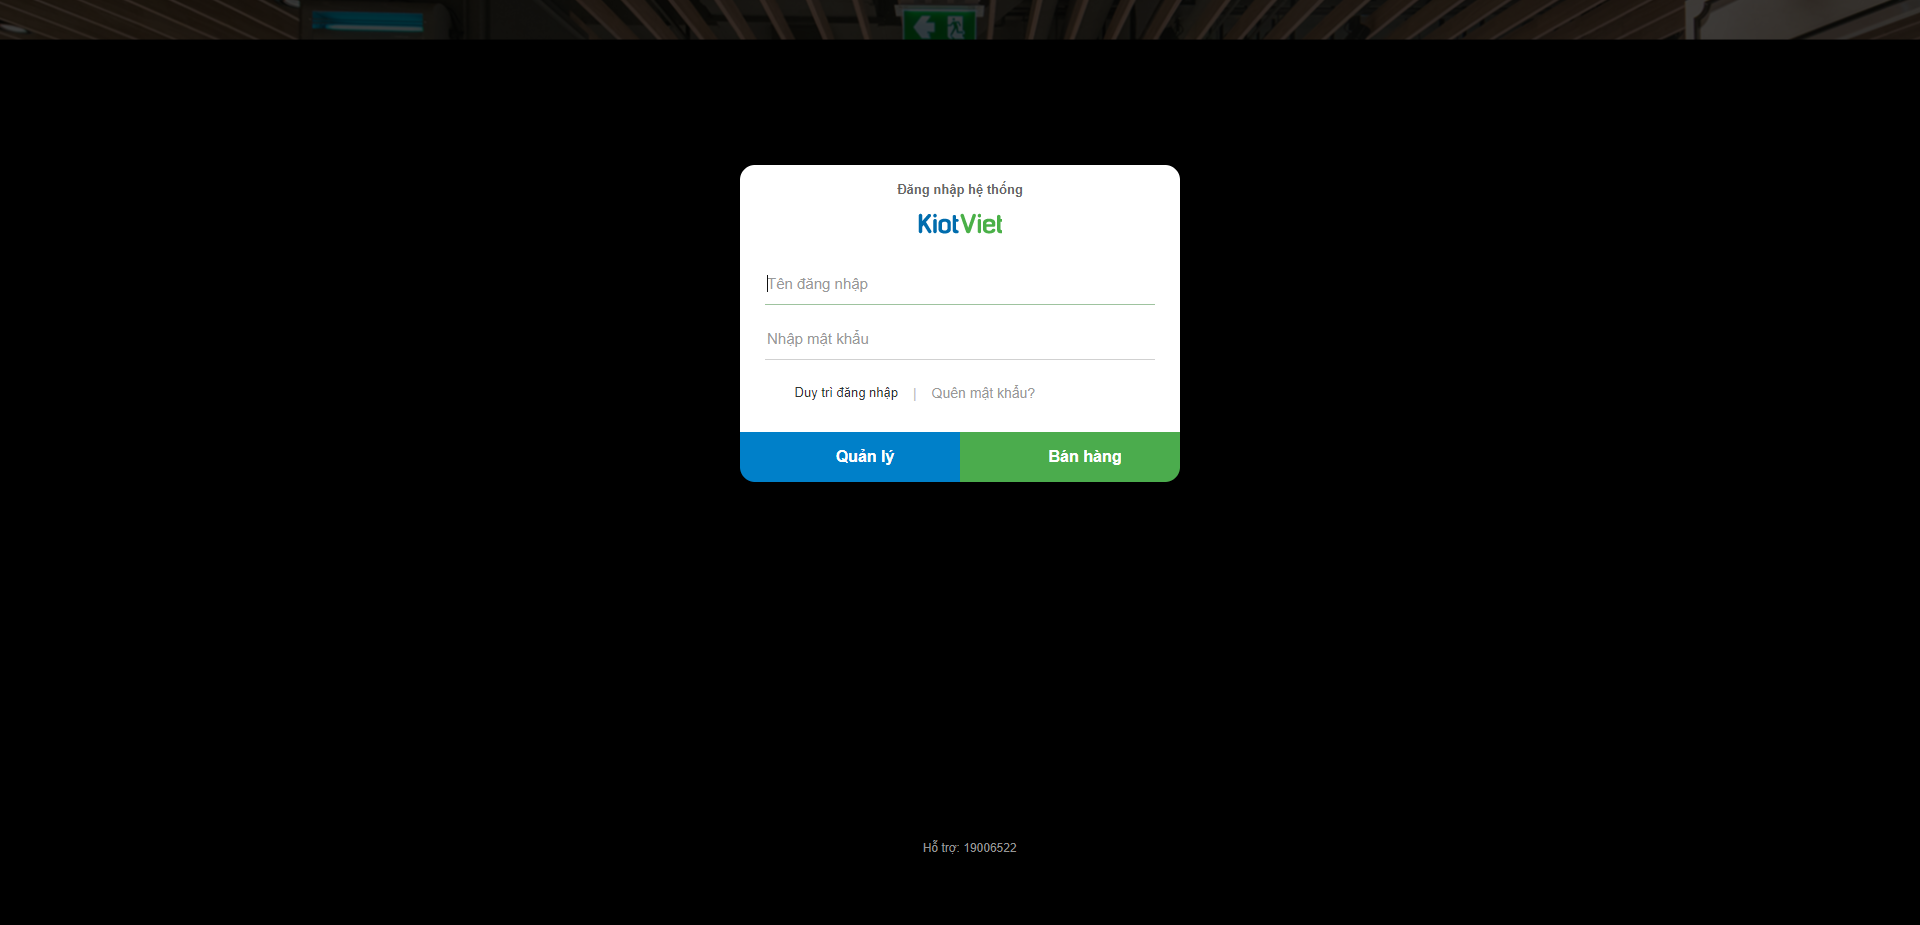 Đăng nhập hệ thống
KiotViet
Tên đăng nhập
Nhập mật khẩu
Duy trì đăng nhập | Quên mật khẩu?
Quản lý
Bán hàng
Hỗ trợ: 19006522